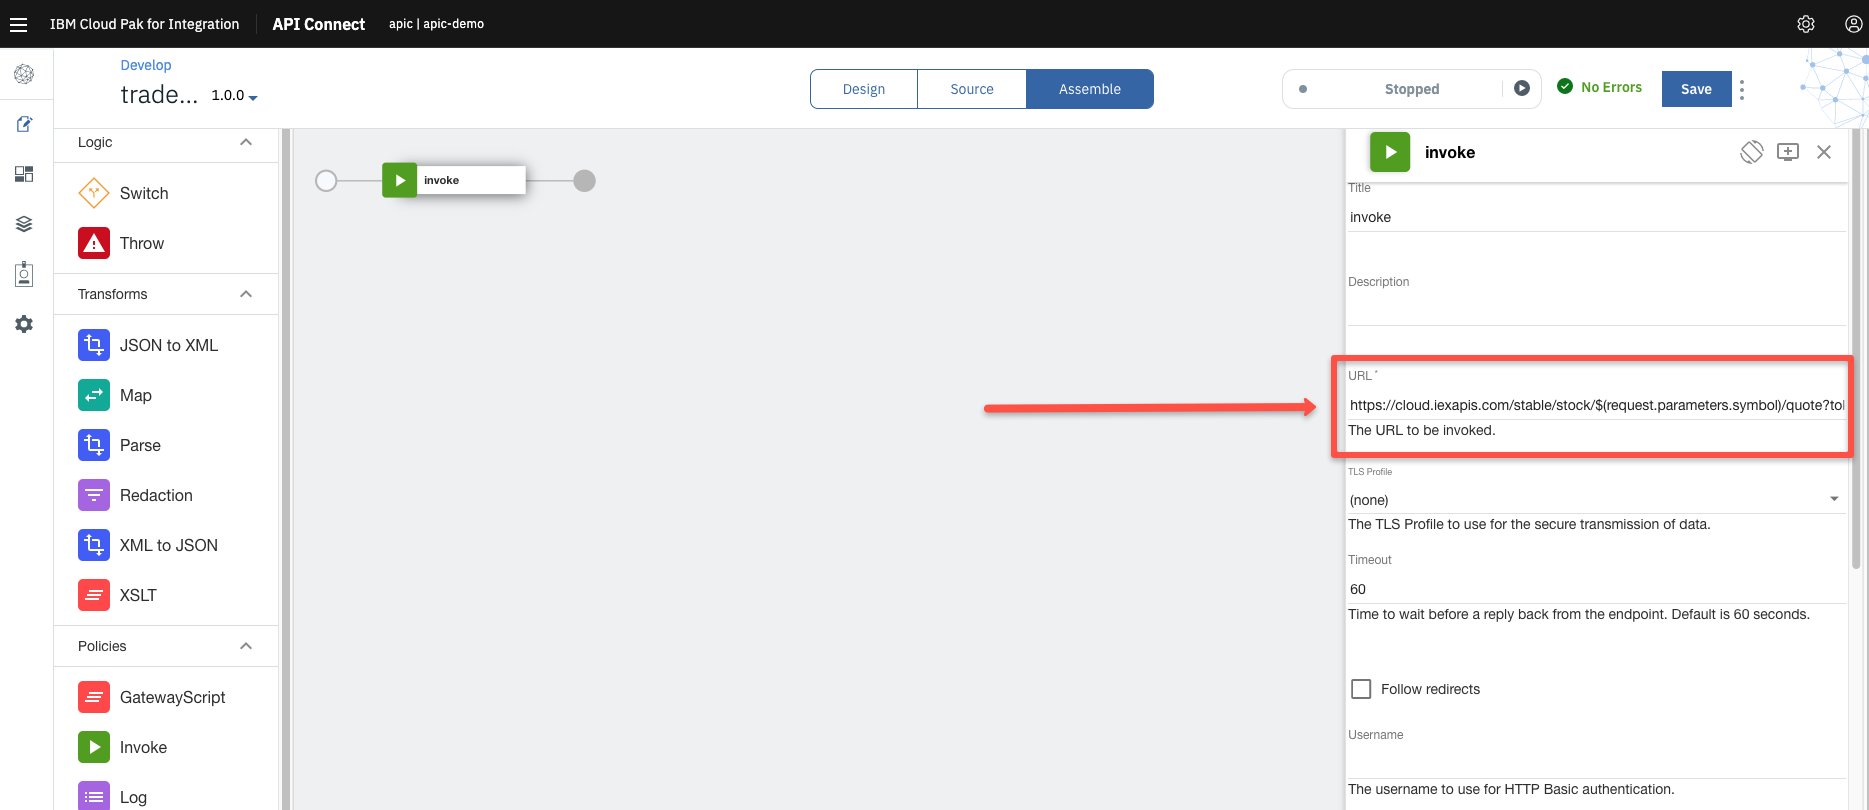 IBM Cloud Pak for Integration API Connect apic | apic-demo
Develop
trade... 1.0.0
Design Source Assemble
Stopped
No Errors
Save
Logic
Switch
Throw
Transforms
JSON to XML
Map
Parse
Redaction
XML to JSON
XSLT
Policies
GatewayScript
Invoke
Log
invoke
invoke
Title
invoke
Description
URL *
https://cloud.iexapis.com/stable/stock/$(request.parameters.symbol)/quote?to
The URL to be invoked.
TLS Profile
(none)
The TLS Profile to use for the secure transmission of data.
Timeout
60
Time to wait before a reply back from the endpoint. Default is 60 seconds.
Follow redirects
Username
The username to use for HTTP Basic authentication.